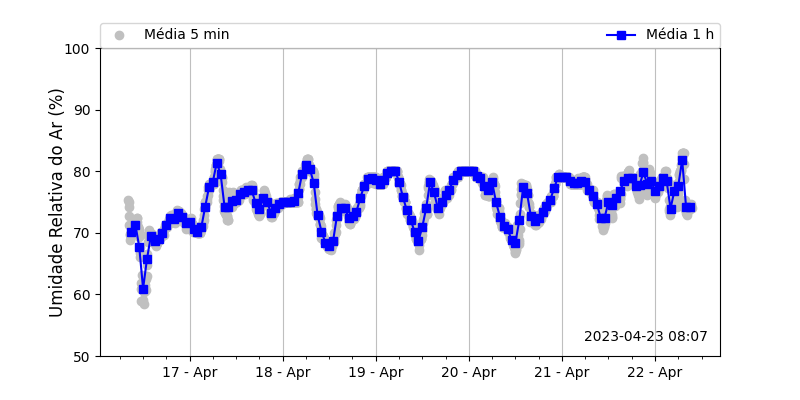 Média 5 min
Média 1 h
100
90
80
70
60
50
Umidade Relativa do Ar (%)
2023-04-23 08:07
17 - Apr
18 - Apr
19 - Apr
20 - Apr
21 - Apr
22 - Apr